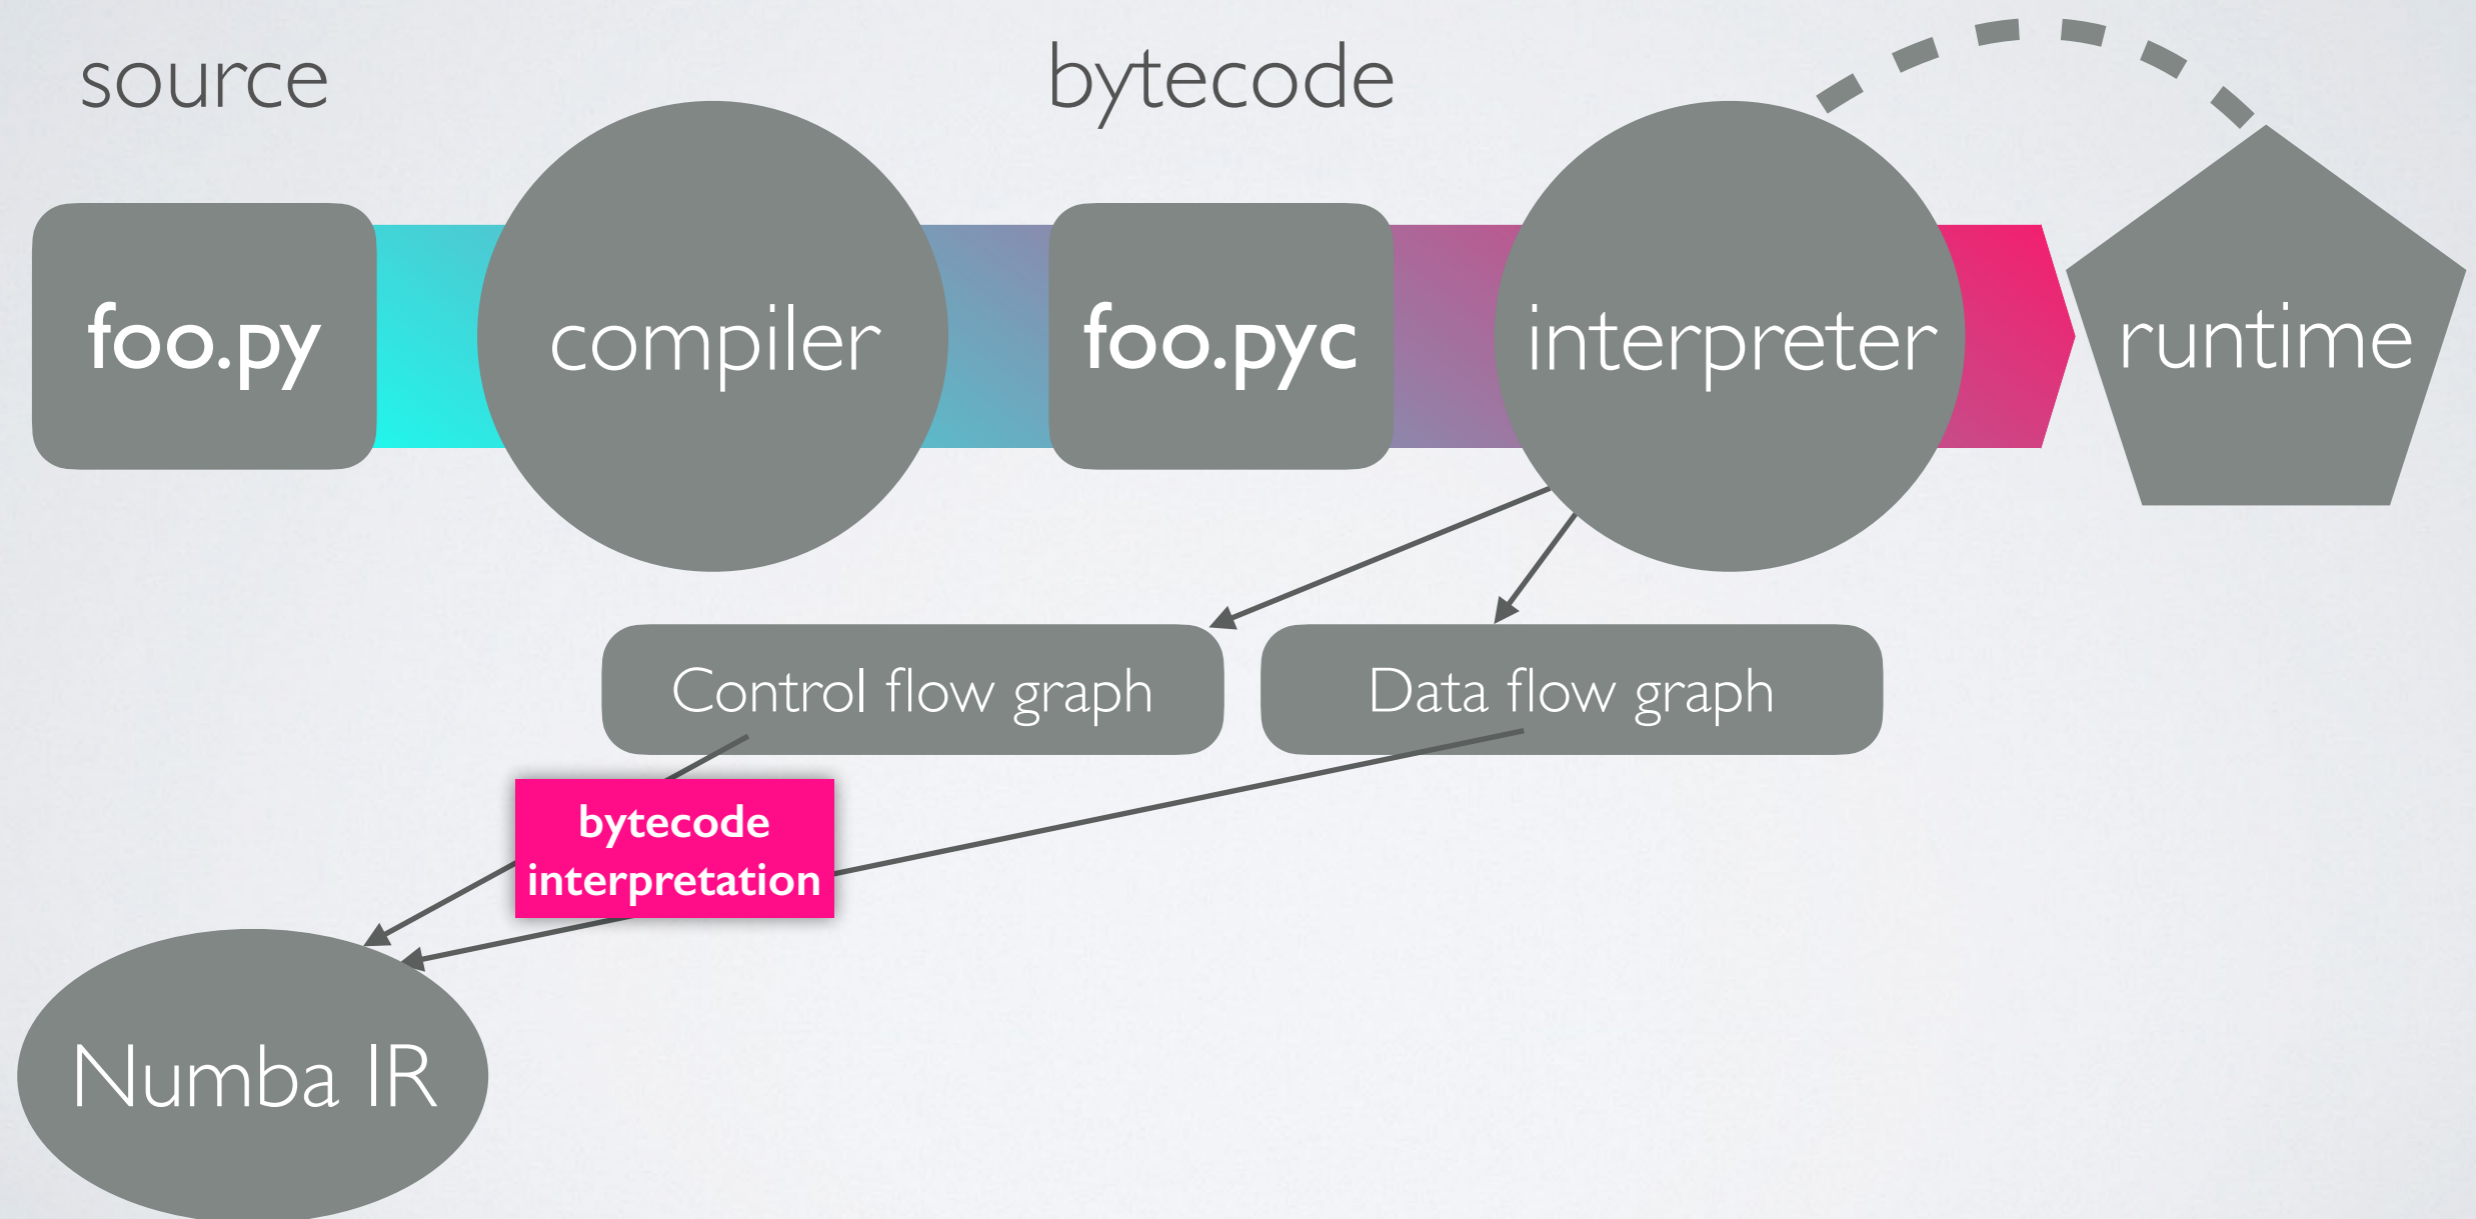 source
bytecode
foo.py
compiler
foo.pyc
interpreter
runtime
Control flow graph
Data flow graph
bytecode
interpretation
Numba IR